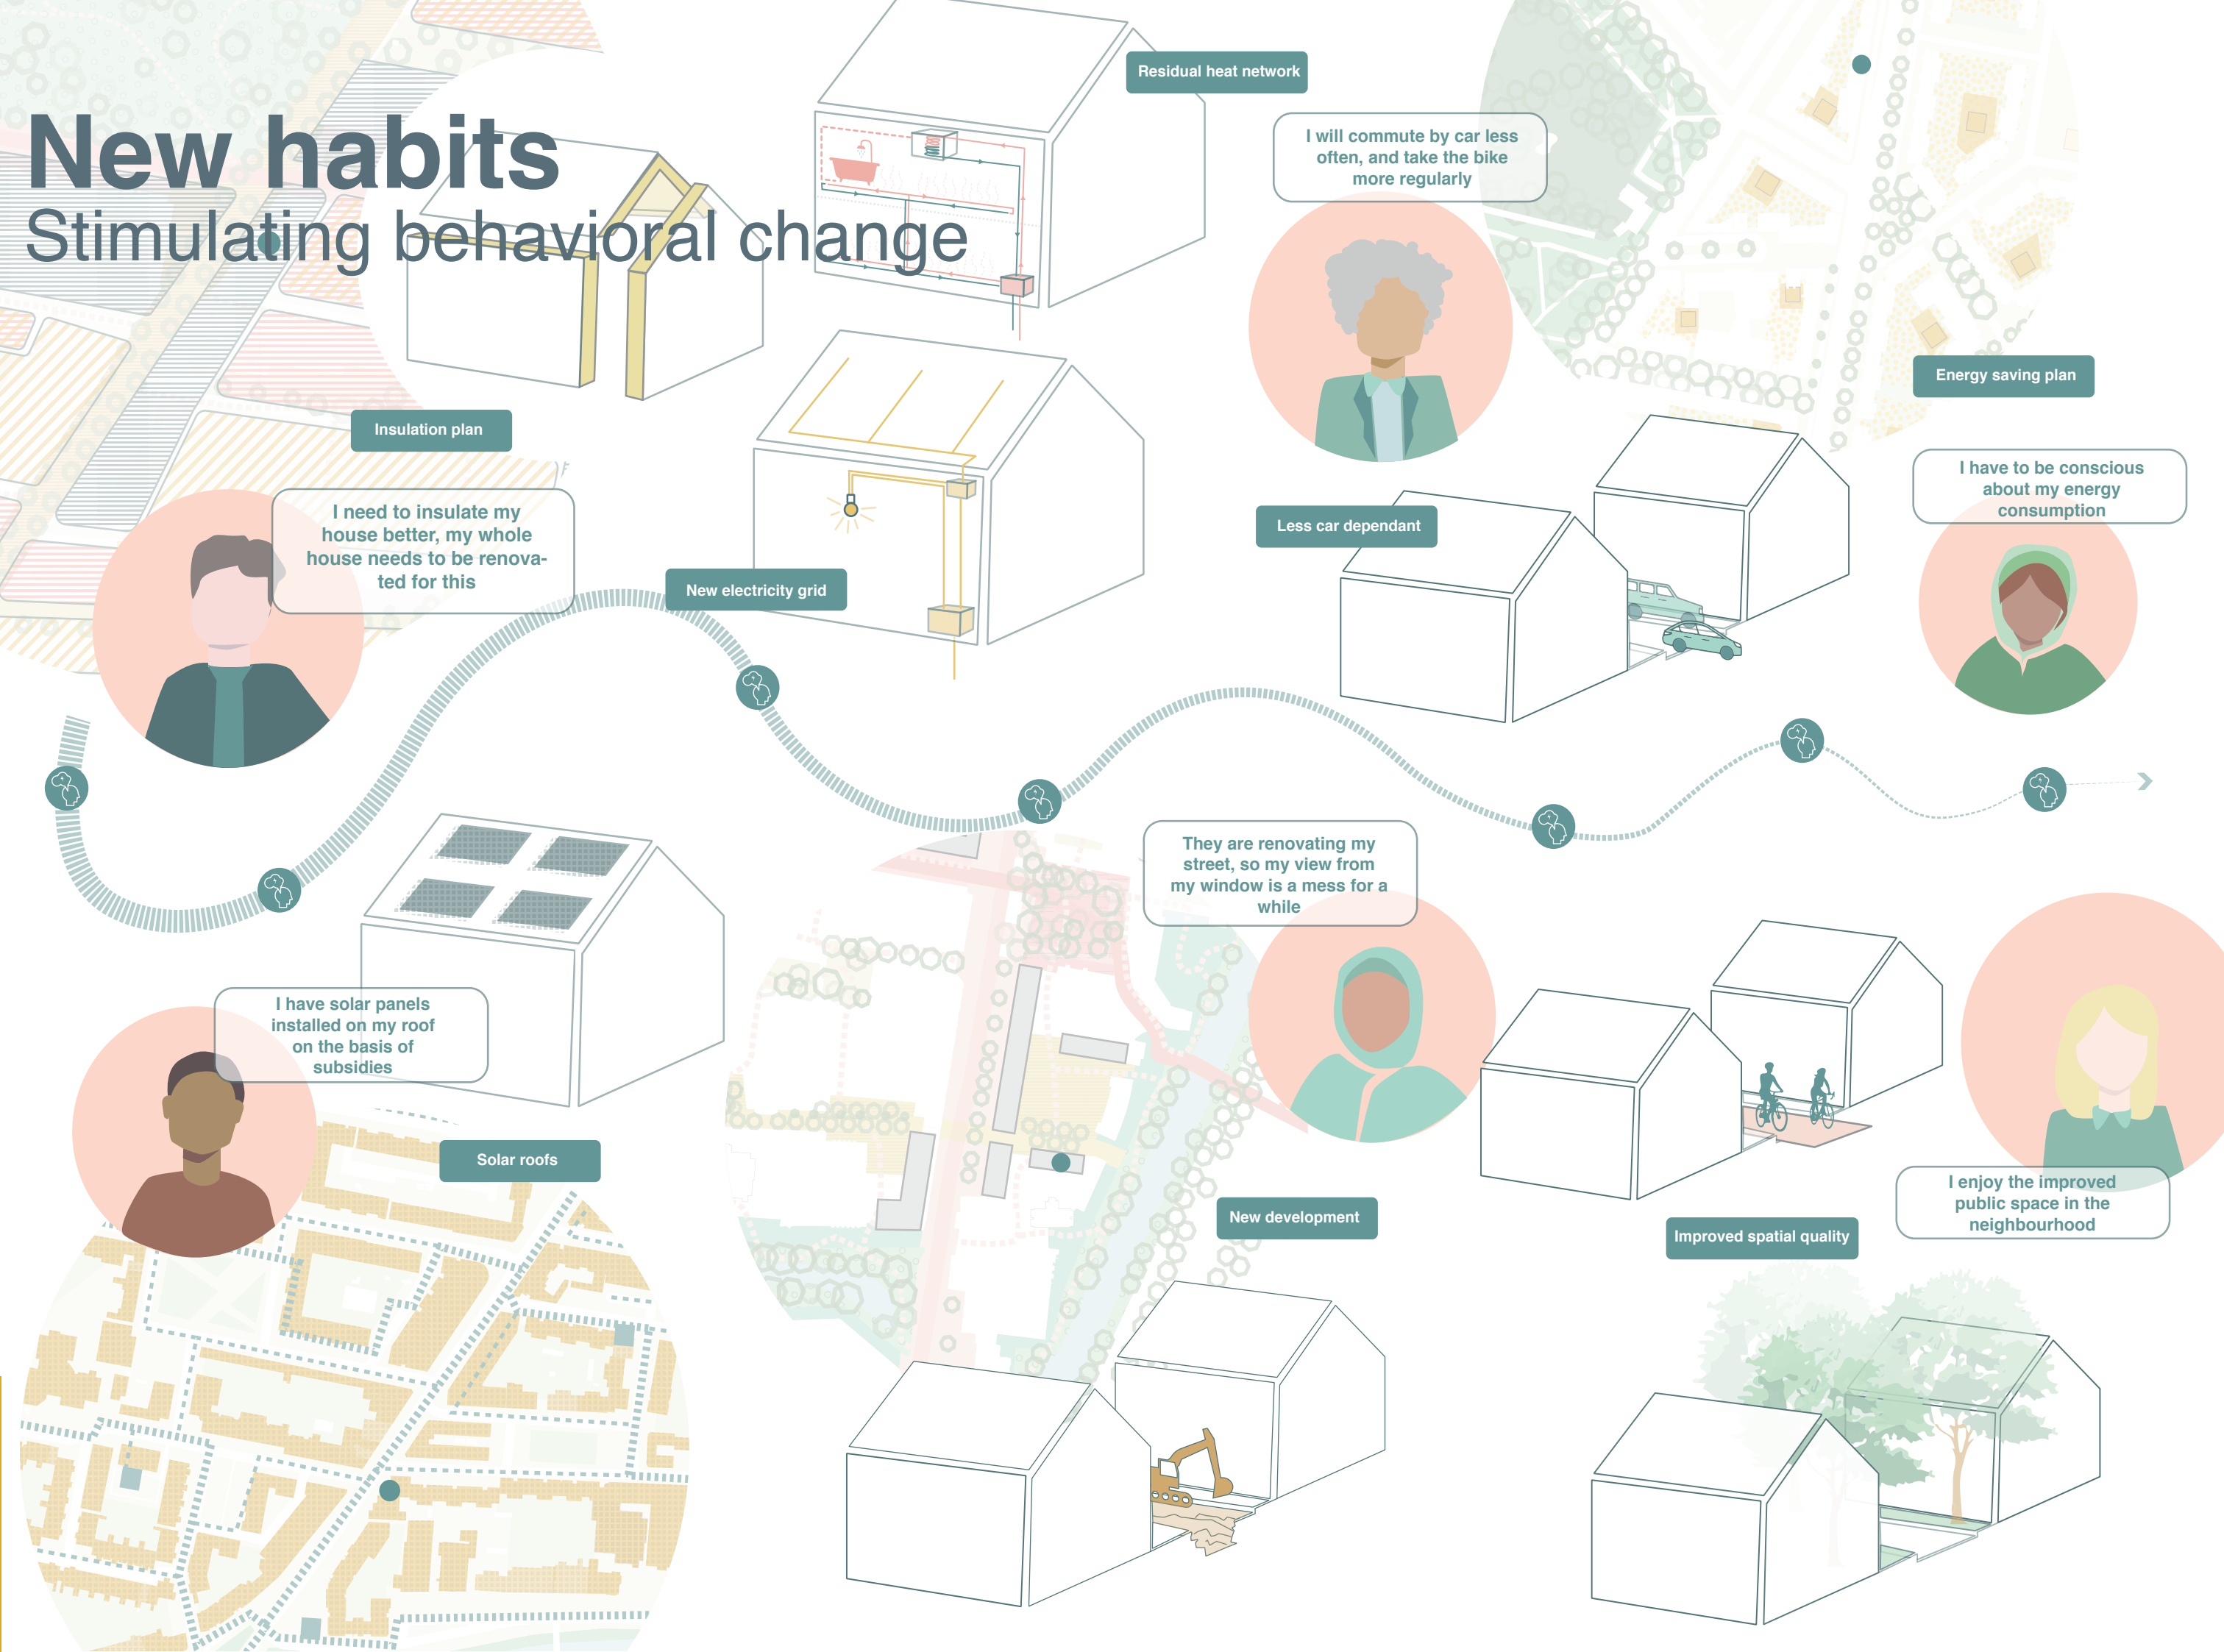 New habits
Stimulating behavioral change
Residual heat network
I will commute by car less
often, and take the bike
more regularly
Energy saving plan
Insulation plan
I have to be conscious
about my energy
consumption
I need to insulate my
house better, my whole
house needs to be renova-
ted for this
Less car dependant
New electricity grid
They are renovating my
street, so my view from
my window is a mess for a
while
I have solar panels
installed on my roof
on the basis of
subsidies
Solar roofs
New development
I enjoy the improved
public space in the
neighbourhood
Improved spatial quality